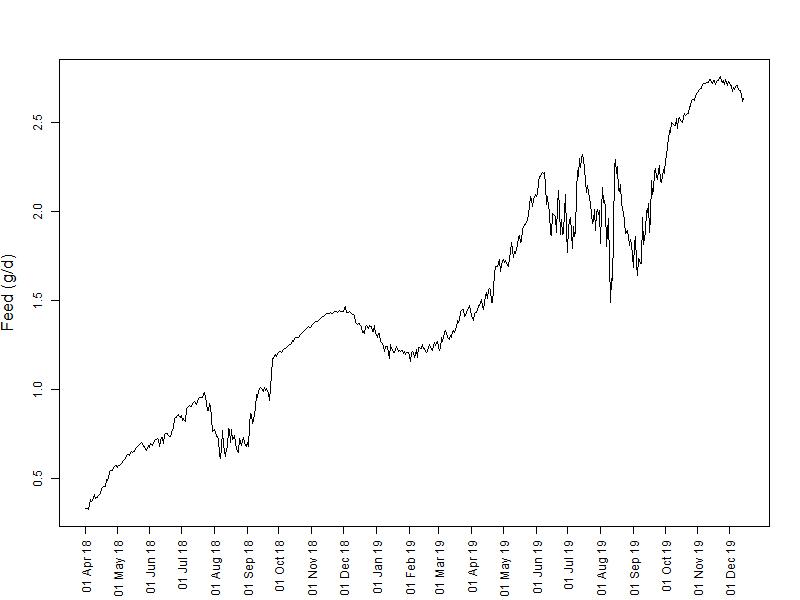 Feed (g/d)
2.5
2.0
1.5
1.0
0.5
01 Apr 18
01 May 18
01 Jun 18
01 Jul 18
01 Aug 18
01 Sep 18
01 Oct 18
01 Nov 18
01 Dec 18
01 Jan 19
01 Feb 19
01 Mar 19
01 Apr 19
01 May 19
01 Jun 19
01 Jul 19
01 Aug 19
01 Sep 19
01 Oct 19
01 Nov 19
01 Dec 19